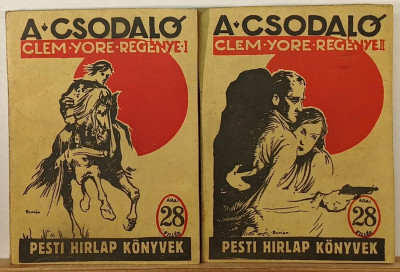 A·CSODALÓ
CLEM·YORE·REGÉNYE·I
ÁRA:
28
FILLÉR
PESTI HIRLAP KÖNYVEK
A·CSODALÓ
CLEM·YORE·REGÉNYE·II
ÁRA:
28
FILLÉR
PESTI HIRLAP KÖNYVEK